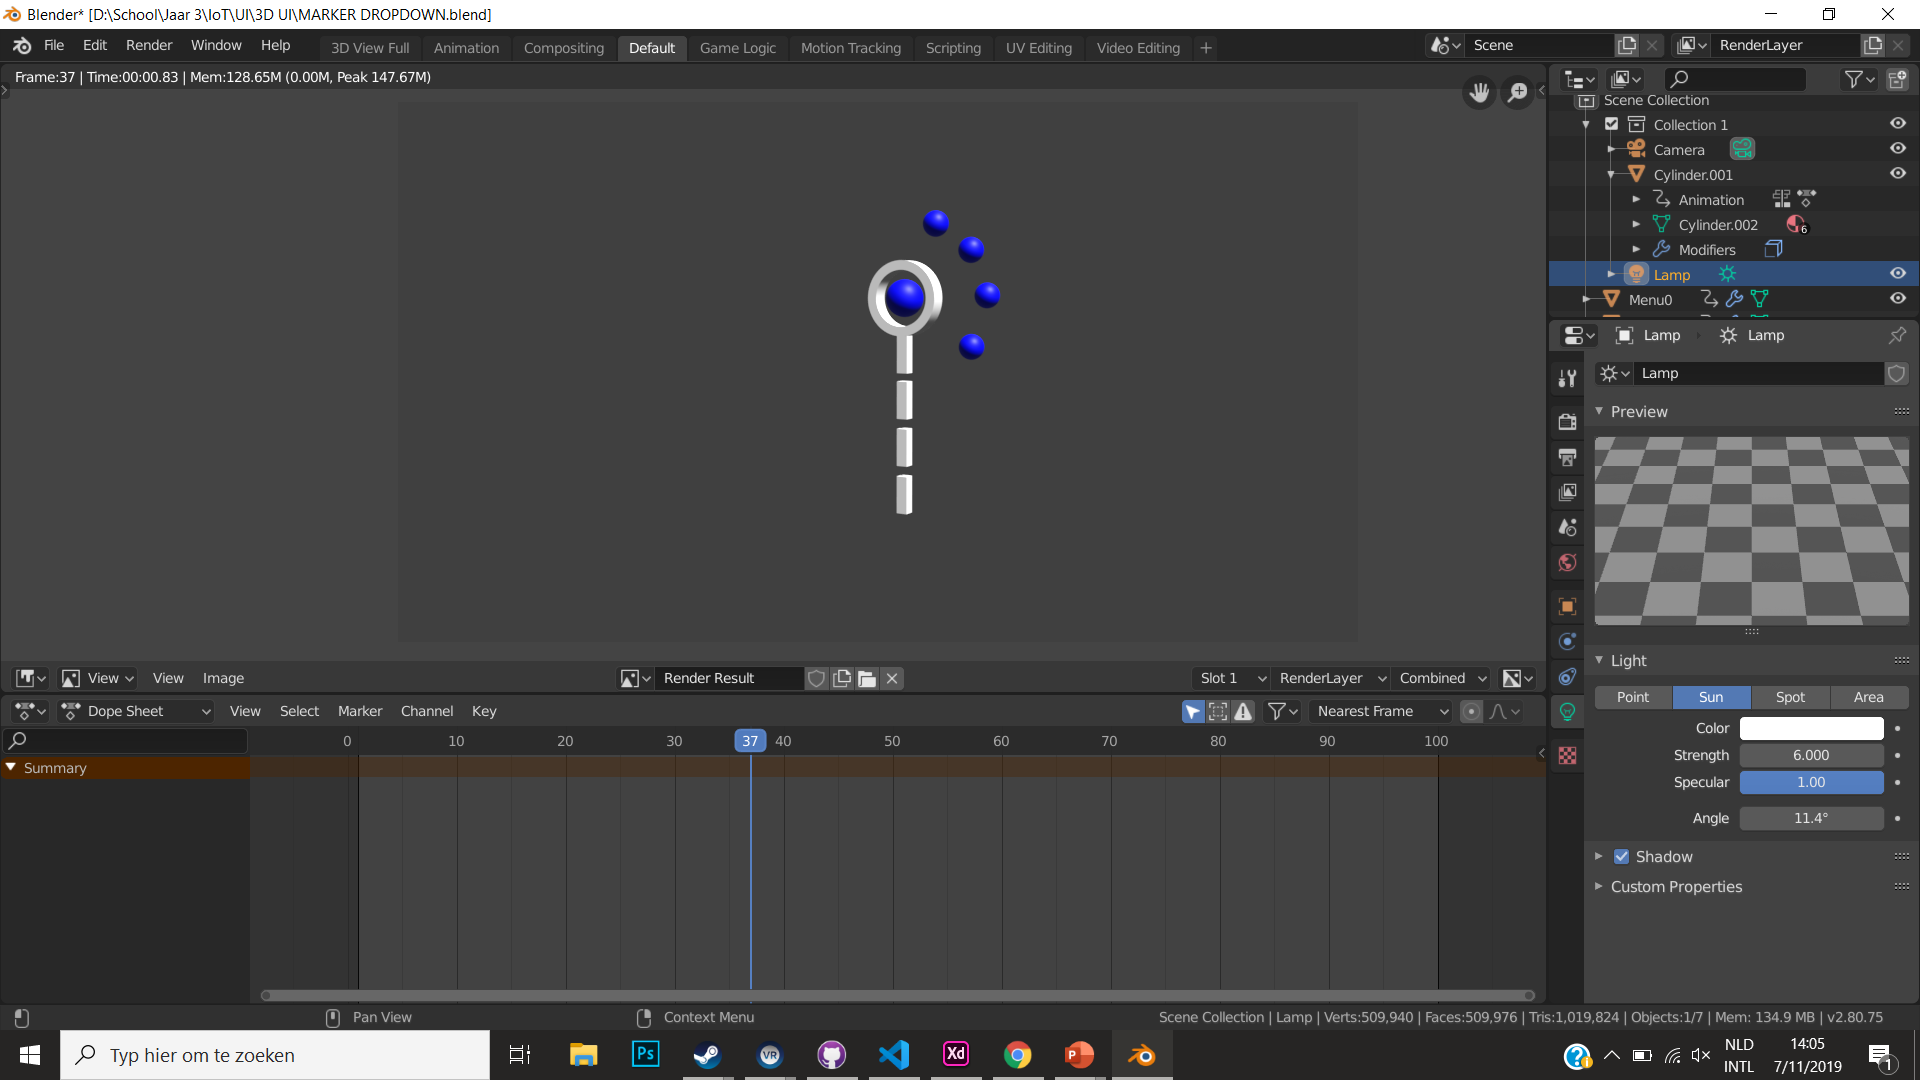 Blender* [D:\School\Jaar 3\IoT\UI\3D UI\MARKER DROPDOWN.blend]
File Edit Render Window Help 3D View Full Animation Compositing Default Game Logic Motion Tracking Scripting UV Editing Video Editing + Scene RenderLayer
Frame:37 | Time:00:00.83 | Mem:128.65M (0.00M, Peak 147.67M)
Scene Collection
Collection 1
Camera
Cylinder.001
Animation
Cylinder.002 6
Modifiers
Lamp
Menu0
Lamp Lamp
Lamp
Preview
Light
Point Sun Spot Area
Color
Strength 6.000
Specular 1.00
Angle 11.4°
Shadow
Custom Properties
View View Image Render Result Slot 1 RenderLayer Combined
Dope Sheet View Select Marker Channel Key Nearest Frame
0 10 20 30 37 40 50 60 70 80 90 100
Summary
Pan View Context Menu Scene Collection | Lamp | Verts:509,940 | Faces:509,976 | Tris:1,019,824 | Objects:1/7 | Mem: 134.9 MB | v2.80.75
Typ hier om te zoeken Ps VR Xd P NLD 14:05
INTL 7/11/2019 1